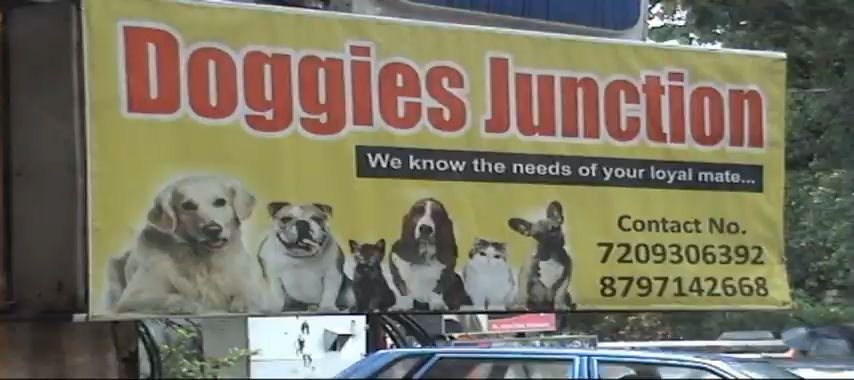 Doggies Junction
We know the needs of your loyal mate...
Contact No.
7209306392
8797142668